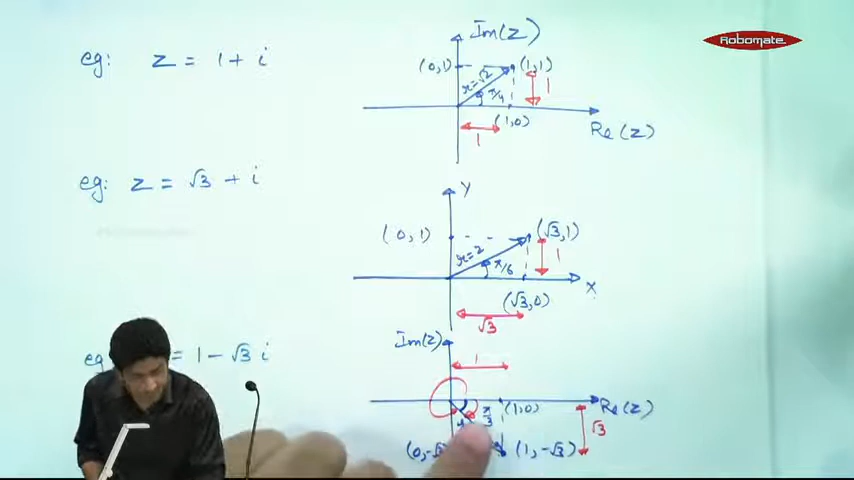 Robomate
eg: z = 1 + i
Im(z)
(0,1)
(1,1)
r=√2
π/4
1
(1,0)
1
Re(z)
eg: z = √3 + i
Y
(0,1)
(√3,1)
r=2
π/6
1
X
(√3,0)
√3
eg = 1 - √3 i
Im(z)
1
π/3
(1,0)
Re(z)
√3
(0,-√
(1,-√3)